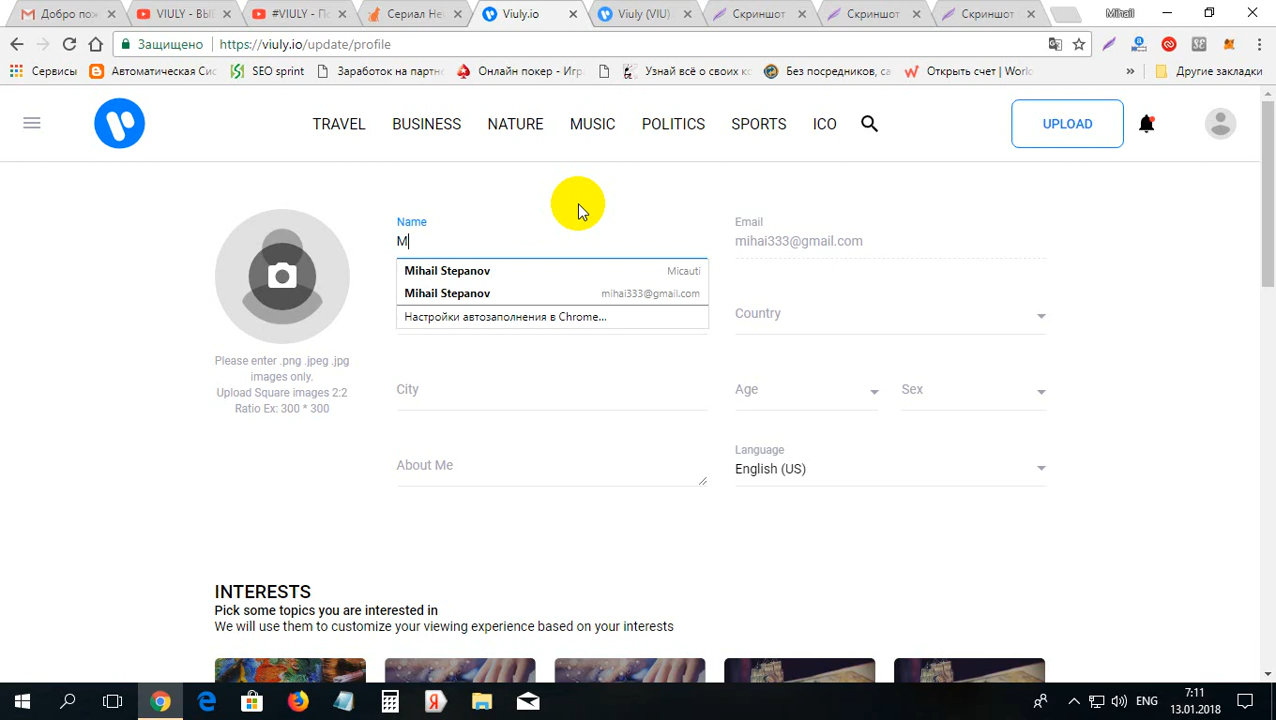 Добро пож
VIULY - ВЫВ
#VIULY - По
Сериал Не
Viuly.io
Viuly (VIU)
Скриншот
Скриншот
Скриншот
Mihail
Защищено
https://viuly.io/update/profile
Сервисы
Автоматическая Сис
SEO sprint
Заработок на партн
Онлайн покер - Игр
Узнай всё о своих кс
Без посредников, са
Открыть счет | Worl
»
Другие закладки
TRAVEL
BUSINESS
NATURE
MUSIC
POLITICS
SPORTS
ICO
UPLOAD
Name
M
Email
mihai333@gmail.com
Mihail Stepanov Micauti
Mihail Stepanov mihai333@gmail.com
Настройки автозаполнения в Chrome...
Country
Please enter .png .jpeg .jpg
images only.
Upload Square images 2:2
Ratio Ex: 300 * 300
City
Age
Sex
About Me
Language
English (US)
INTERESTS
Pick some topics you are interested in
We will use them to customize your viewing experience based on your interests
ENG
7:11
13.01.2018